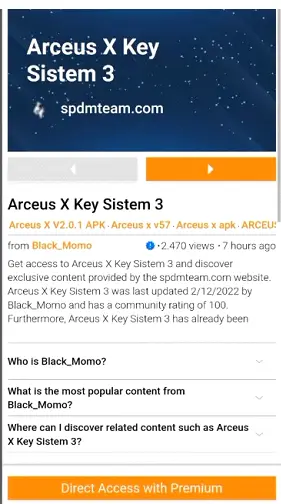 Arceus X Key
Sistem 3
spdmteam.com
Arceus X Key Sistem 3
Arceus X V2.0.1 APK · Arceus x v57 · Arceus x apk · ARCEUS
from Black_Momo
• 2.470 views • 7 hours ago
Get access to Arceus X Key Sistem 3 and discover
exclusive content provided by the spdmteam.com website.
Arceus X Key Sistem 3 was last updated 2/12/2022 by
Black_Momo and has a community rating of 100.
Furthermore, Arceus X Key Sistem 3 has already been
Who is Black_Momo?
What is the most popular content from
Black_Momo?
Where can I discover related content such as Arceus
X Key Sistem 3?
Direct Access with Premium